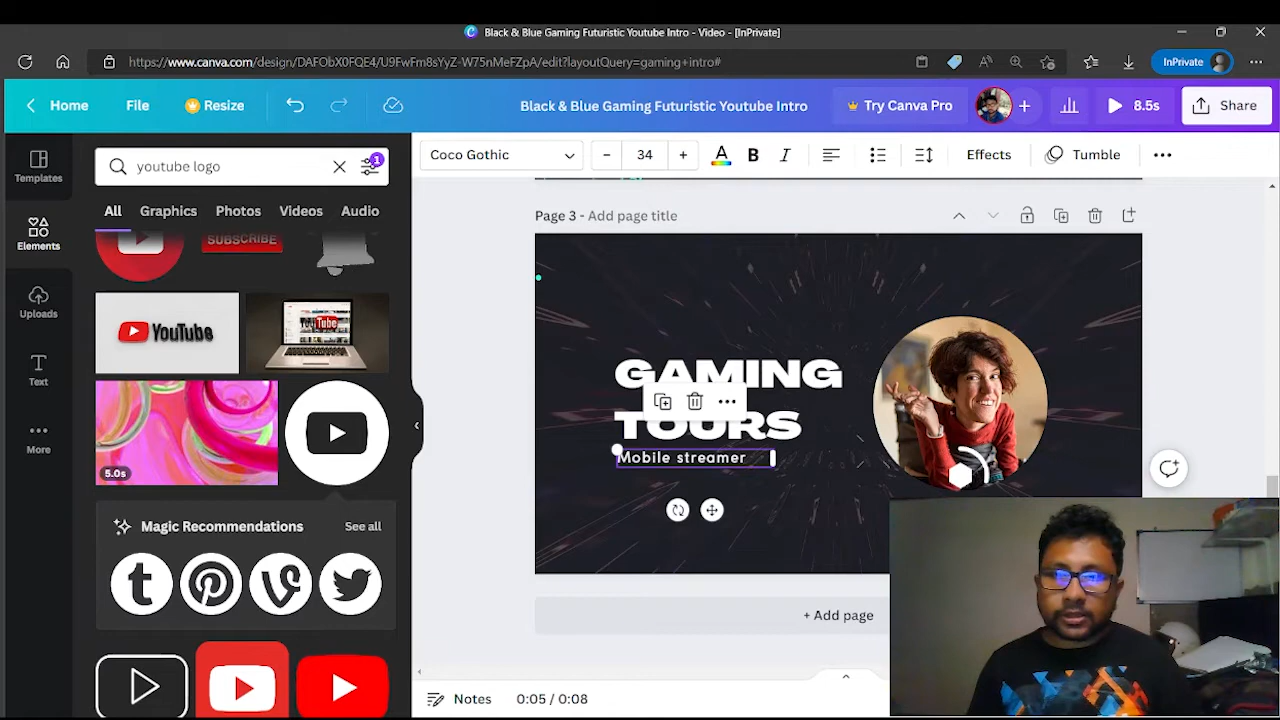 Black & Blue Gaming Futuristic Youtube Intro - Video - [InPrivate]
https://www.canva.com/design/DAFObX0FQE4/U9FwFm8sYyZ-W75nMeFZpA/edit?layoutQuery=gaming+intro#
InPrivate
Home
File
Resize
Black & Blue Gaming Futuristic Youtube Intro
Try Canva Pro
8.5s
Share
Templates
Elements
Uploads
Text
More
youtube logo
1
All
Graphics
Photos
Videos
Audio
SUBSCRIBE
YouTube
Tube
5.0s
Magic Recommendations
See all
Coco Gothic
34
A
B
I
Effects
Tumble
Page 3 - Add page title
GAMING
TOURS
Mobile streamer
+ Add page
Notes
0:05 / 0:08